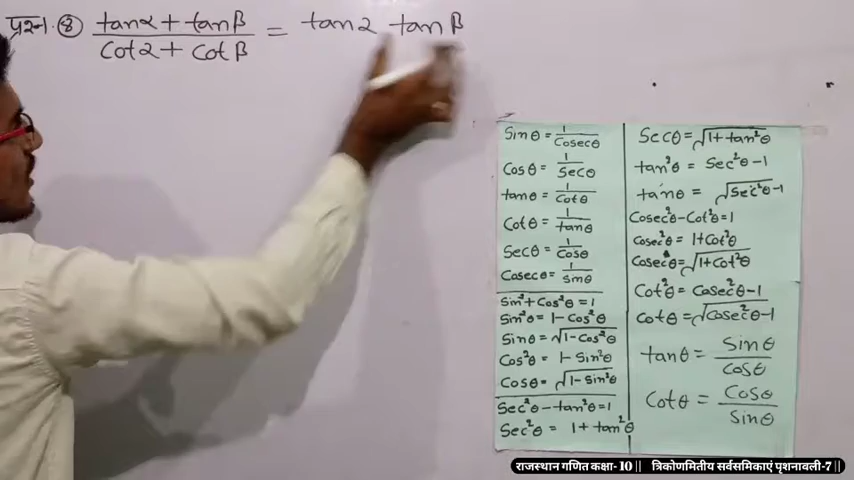 प्रश्न.⑧ tanα + tanβ / cotα + cotβ = tanα tanβ
Sinθ = 1/Cosecθ
Cosθ = 1/Secθ
tanθ = 1/Cotθ
Cotθ = 1/tanθ
Secθ = 1/Cosθ
Cosecθ = 1/Sinθ
Sin²θ + Cos²θ = 1
Sin²θ = 1 - Cos²θ
Sinθ = √1 - Cos²θ
Cos²θ = 1 - Sin²θ
Cosθ = √1 - Sin²θ
Sec²θ - tan²θ = 1
Sec²θ = 1 + tan²θ
Secθ = √1 + tan²θ
tan²θ = Sec²θ - 1
tanθ = √Sec²θ - 1
Cosec²θ - Cot²θ = 1
Cosec²θ = 1 + Cot²θ
Cosecθ = √1 + Cot²θ
Cot²θ = Cosec²θ - 1
Cotθ = √Cosec²θ - 1
tanθ = Sinθ/Cosθ
Cotθ = Cosθ/Sinθ
राजस्थान गणित कक्षा- 10 || त्रिकोणमितीय सर्वसमिकाएं पृशनावली-7 ||